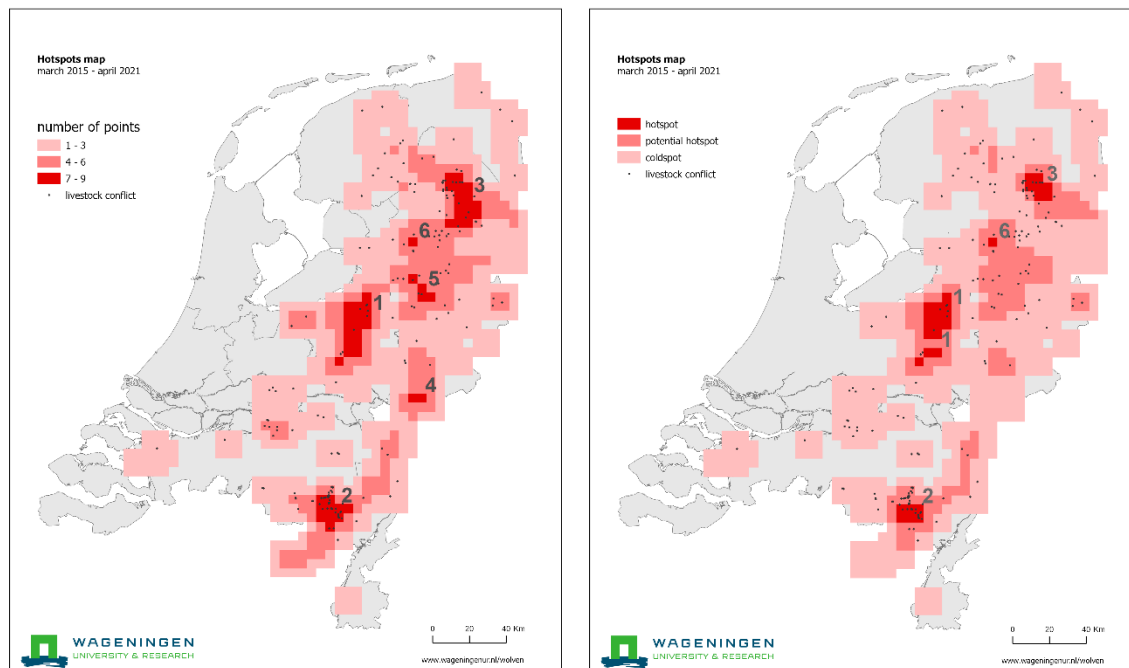 Hotspots map
march 2015 - april 2021
number of points
1 - 3
4 - 6
7 - 9
livestock conflict
3
6
5
1
4
2
WAGENINGEN
UNIVERSITY & RESEARCH
0 20 40 Km
www.wageningenur.nl/wolven
Hotspots map
march 2015 - april 2021
hotspot
potential hotspot
coldspot
livestock conflict
3
6
1
1
2
WAGENINGEN
UNIVERSITY & RESEARCH
0 20 40 Km
www.wageningenur.nl/wolven